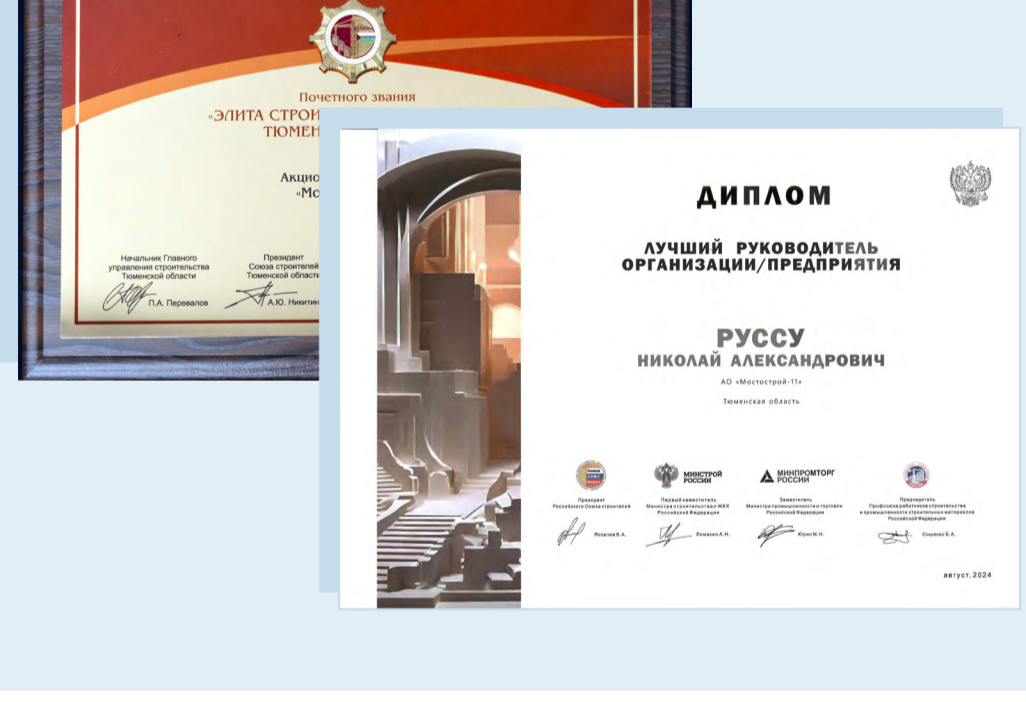 Почетного звания
«ЭЛИТА СТРОИ
ТЮМЕН
Акцио
«Мо
Начальник Главного
управления строительства
Тюменской области
П.А. Перевалов
Президент
Союза строителей
Тюменской области
А.Ю. Никитин
ДИПЛОМ
ЛУЧШИЙ РУКОВОДИТЕЛЬ
ОРГАНИЗАЦИИ/ПРЕДПРИЯТИЯ
РУССУ
НИКОЛАЙ АЛЕКСАНДРОВИЧ
АО «Мостострой-11»
Тюменская область
Президент
Российского Союза строителей
Яковлев В.А.
МИНСТРОЙ
РОССИИ
Первый заместитель
Министра строительства и ЖКХ
Российской Федерации
Ломакин А.Н.
МИНПРОМТОРГ
РОССИИ
Заместитель
Министра промышленности и торговли
Российской Федерации
Юрин М.Н.
Председатель
Профсоюза работников строительства
и промышленности строительных материалов
Российской Федерации
Сошенко Б.А.
август, 2024